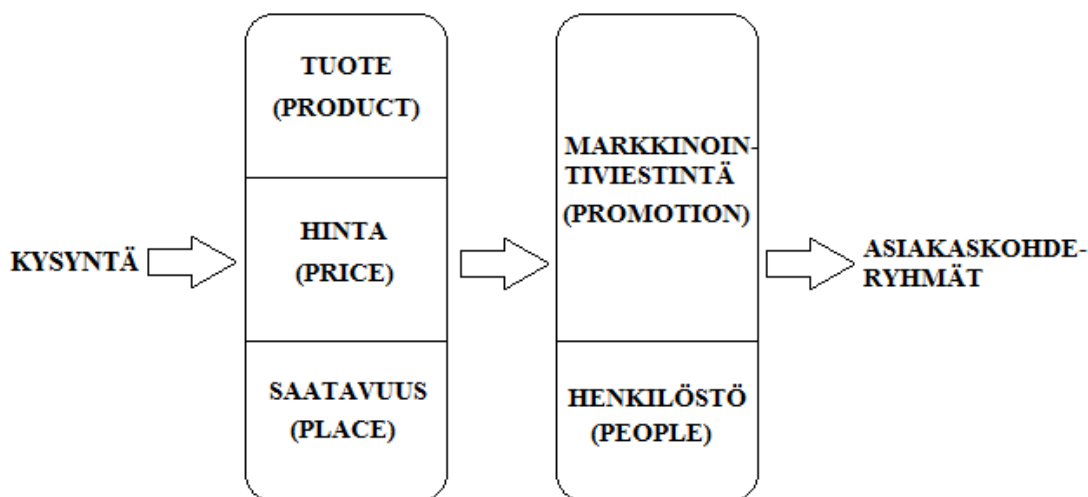 KYSYNTÄ
TUOTE
(PRODUCT)
HINTA
(PRICE)
SAATAVUUS
(PLACE)
MARKKINOIN-
TIVIESTINTÄ
(PROMOTION)
HENKILÖSTÖ
(PEOPLE)
ASIAKASKOHDE-
RYHMÄT